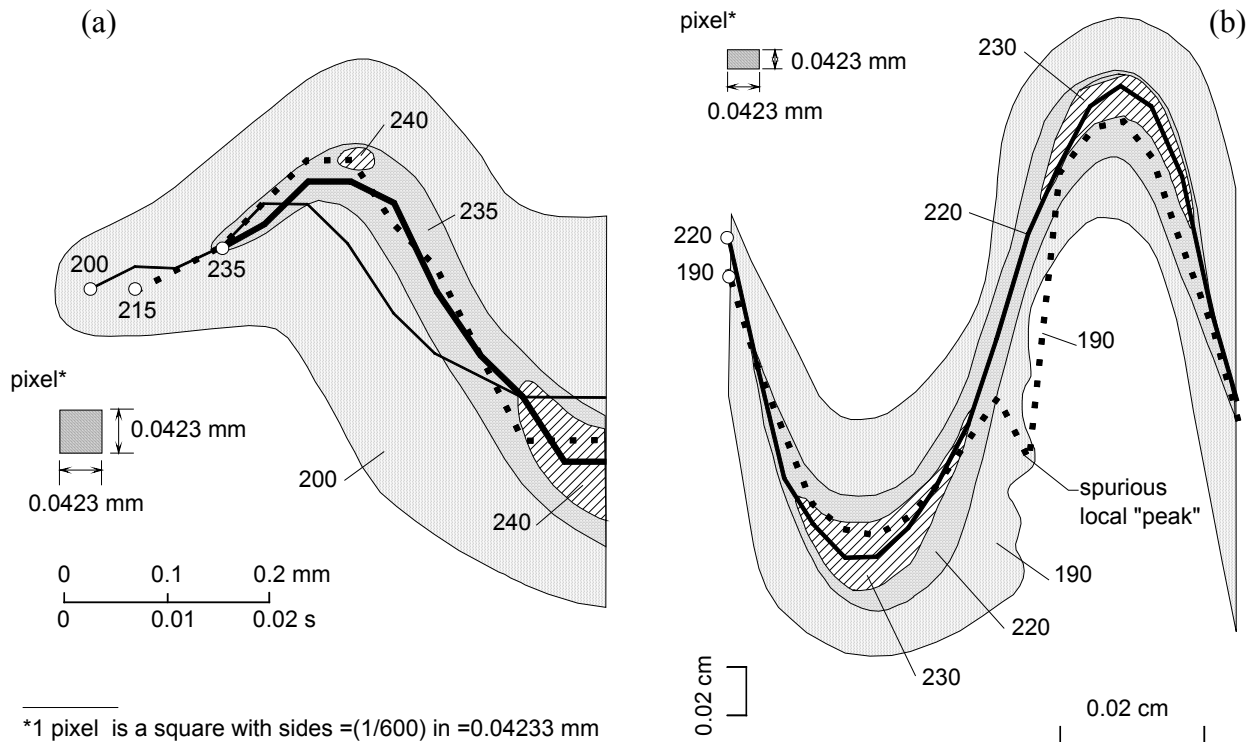 (a)
240
235
200
215
235
pixel*
0.0423 mm
0.0423 mm
200
240
0 0.1 0.2 mm
0 0.01 0.02 s
*1 pixel is a square with sides =(1/600) in =0.04233 mm
(b)
pixel*
0.0423 mm
0.0423 mm
230
220
220
190
190
spurious
local "peak"
190
220
230
0.02 cm
0.02 cm